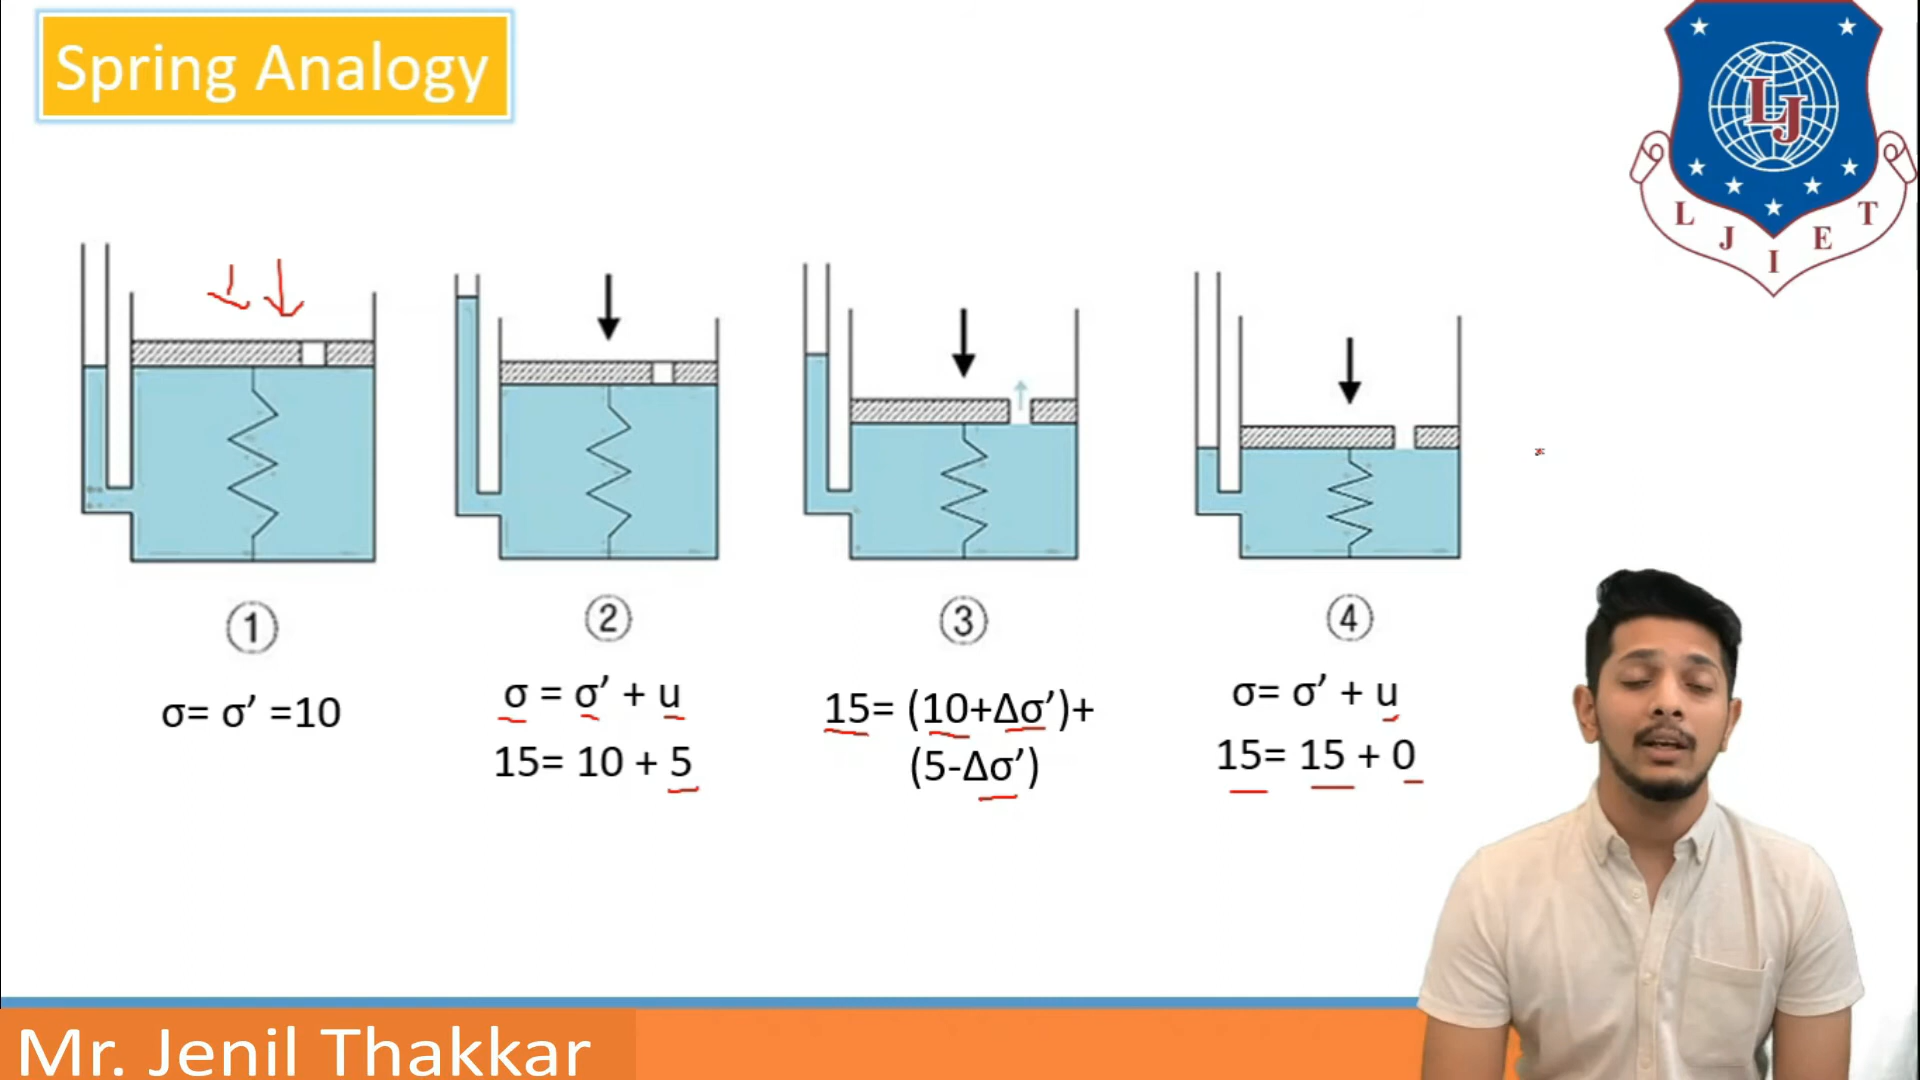 Spring Analogy
LJ
L J I E T
①
②
③
④
σ= σ’ =10
σ = σ’ + u
15= 10 + 5
15= (10+Δσ’)+
(5-Δσ’)
σ= σ’ + u
15= 15 + 0
Mr. Jenil Thakkar